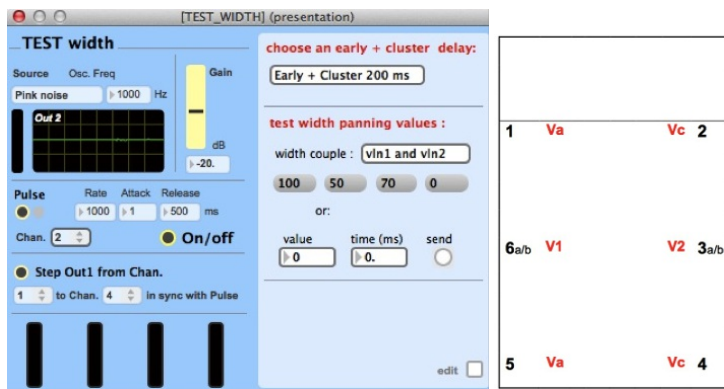 [TEST_WIDTH] (presentation)
TEST width
Source Osc. Freq Gain
Pink noise 1000 Hz
Out 2
dB
-20.
Pulse Rate Attack Release
1000 1 500 ms
Chan. 2 On/off
Step Out1 from Chan.
1 to Chan. 4 in sync with Pulse
choose an early + cluster delay:
Early + Cluster 200 ms
test width panning values :
width couple : vln1 and vln2
100 50 70 0
or:
value time (ms) send
0 0.
edit
1 Va Vc 2
6a/b V1 V2 3a/b
5 Va Vc 4